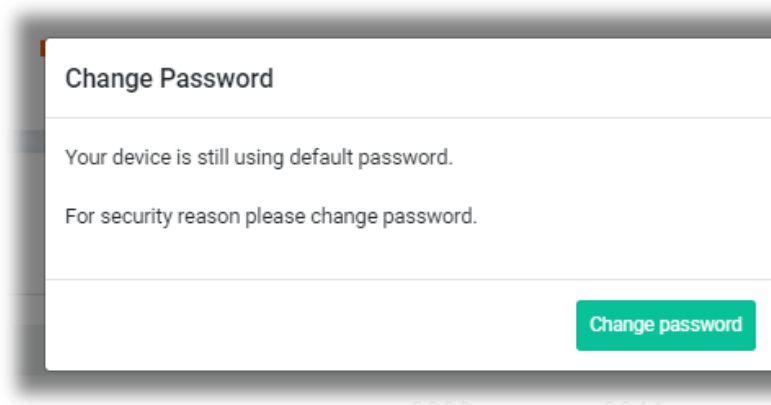 Change Password
Your device is still using default password.
For security reason please change password.
Change password